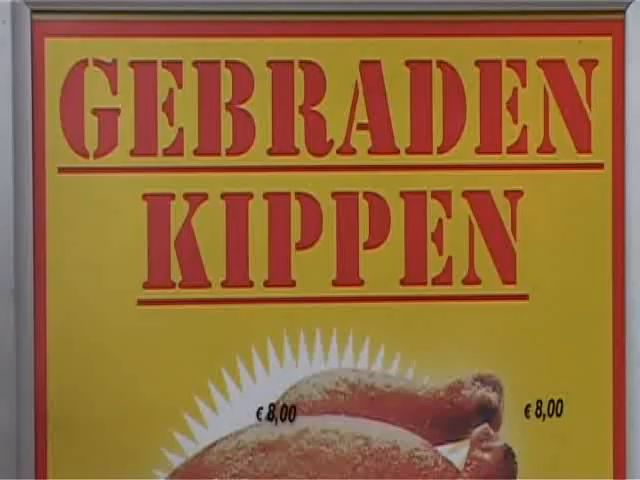 GEBRADEN
KIPPEN
€ 8,00 € 8,00